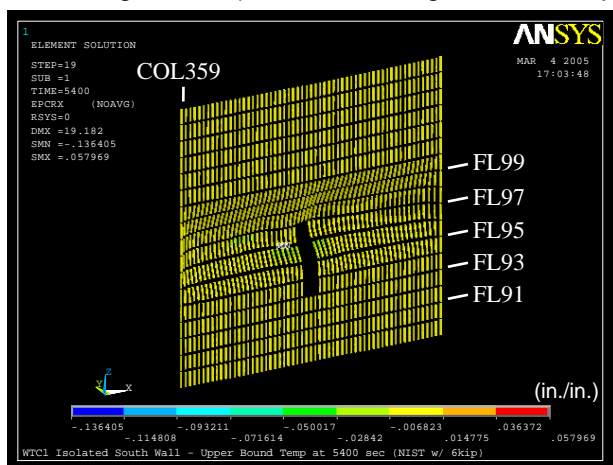 1
ELEMENT SOLUTION
STEP=19
SUB =1
TIME=5400
EPCRX (NOAVG)
RSYS=0
DMX =19.182
SMN =-.136405
SMX =.057969
ANSYS
MAR 4 2005
17:03:48
COL359
FL99
FL97
FL95
FL93
FL91
MX
Z
Y X
(in./in.)
-.136405 -.093211 -.050017 -.006823 .036372
-.114808 -.071614 -.02842 .014775 .057969
WTC1 Isolated South Wall - Upper Bound Temp at 5400 sec (NIST w/ 6kip)